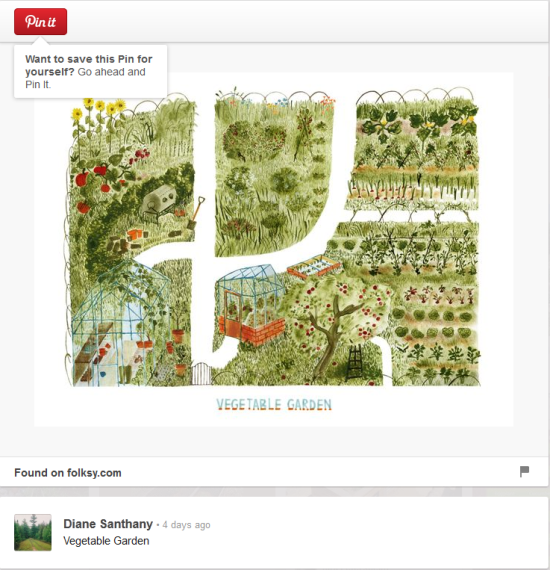 Pin it
Want to save this Pin for
yourself? Go ahead and
Pin It.
VEGETABLE GARDEN
Found on folksy.com
Diane Santhany • 4 days ago
Vegetable Garden